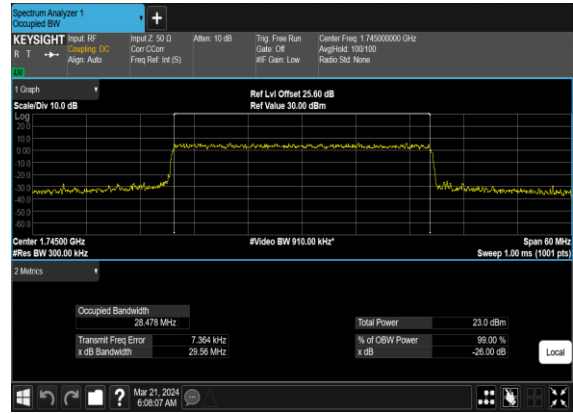 Spectrum Analyzer 1
Occupied BW
+
KEYSIGHT Input: RF Input Z: 50 Ω Atten: 10 dB Trig: Free Run Center Freq: 1.745000000 GHz
R T Coupling: DC Corr CCorr Gate: Off Avg|Hold: 100/100
Align: Auto Freq Ref: Int (S) #IF Gain: Low Radio Std: None
LW
1 Graph
Ref Lvl Offset 25.60 dB
Scale/Div 10.0 dB Ref Value 30.00 dBm
Log
20.0
10.0
0.00
-10.0
-20.0
-30.0
-40.0
-50.0
-60.0
Center 1.74500 GHz #Video BW 910.00 kHz* Span 60 MHz
#Res BW 300.00 kHz Sweep 1.00 ms (1001 pts)
2 Metrics
Occupied Bandwidth
28.478 MHz Total Power 23.0 dBm
Transmit Freq Error 7.364 kHz % of OBW Power 99.00 %
x dB Bandwidth 29.56 MHz x dB -26.00 dB
Local
? Mar 21, 2024
6:08:07 AM